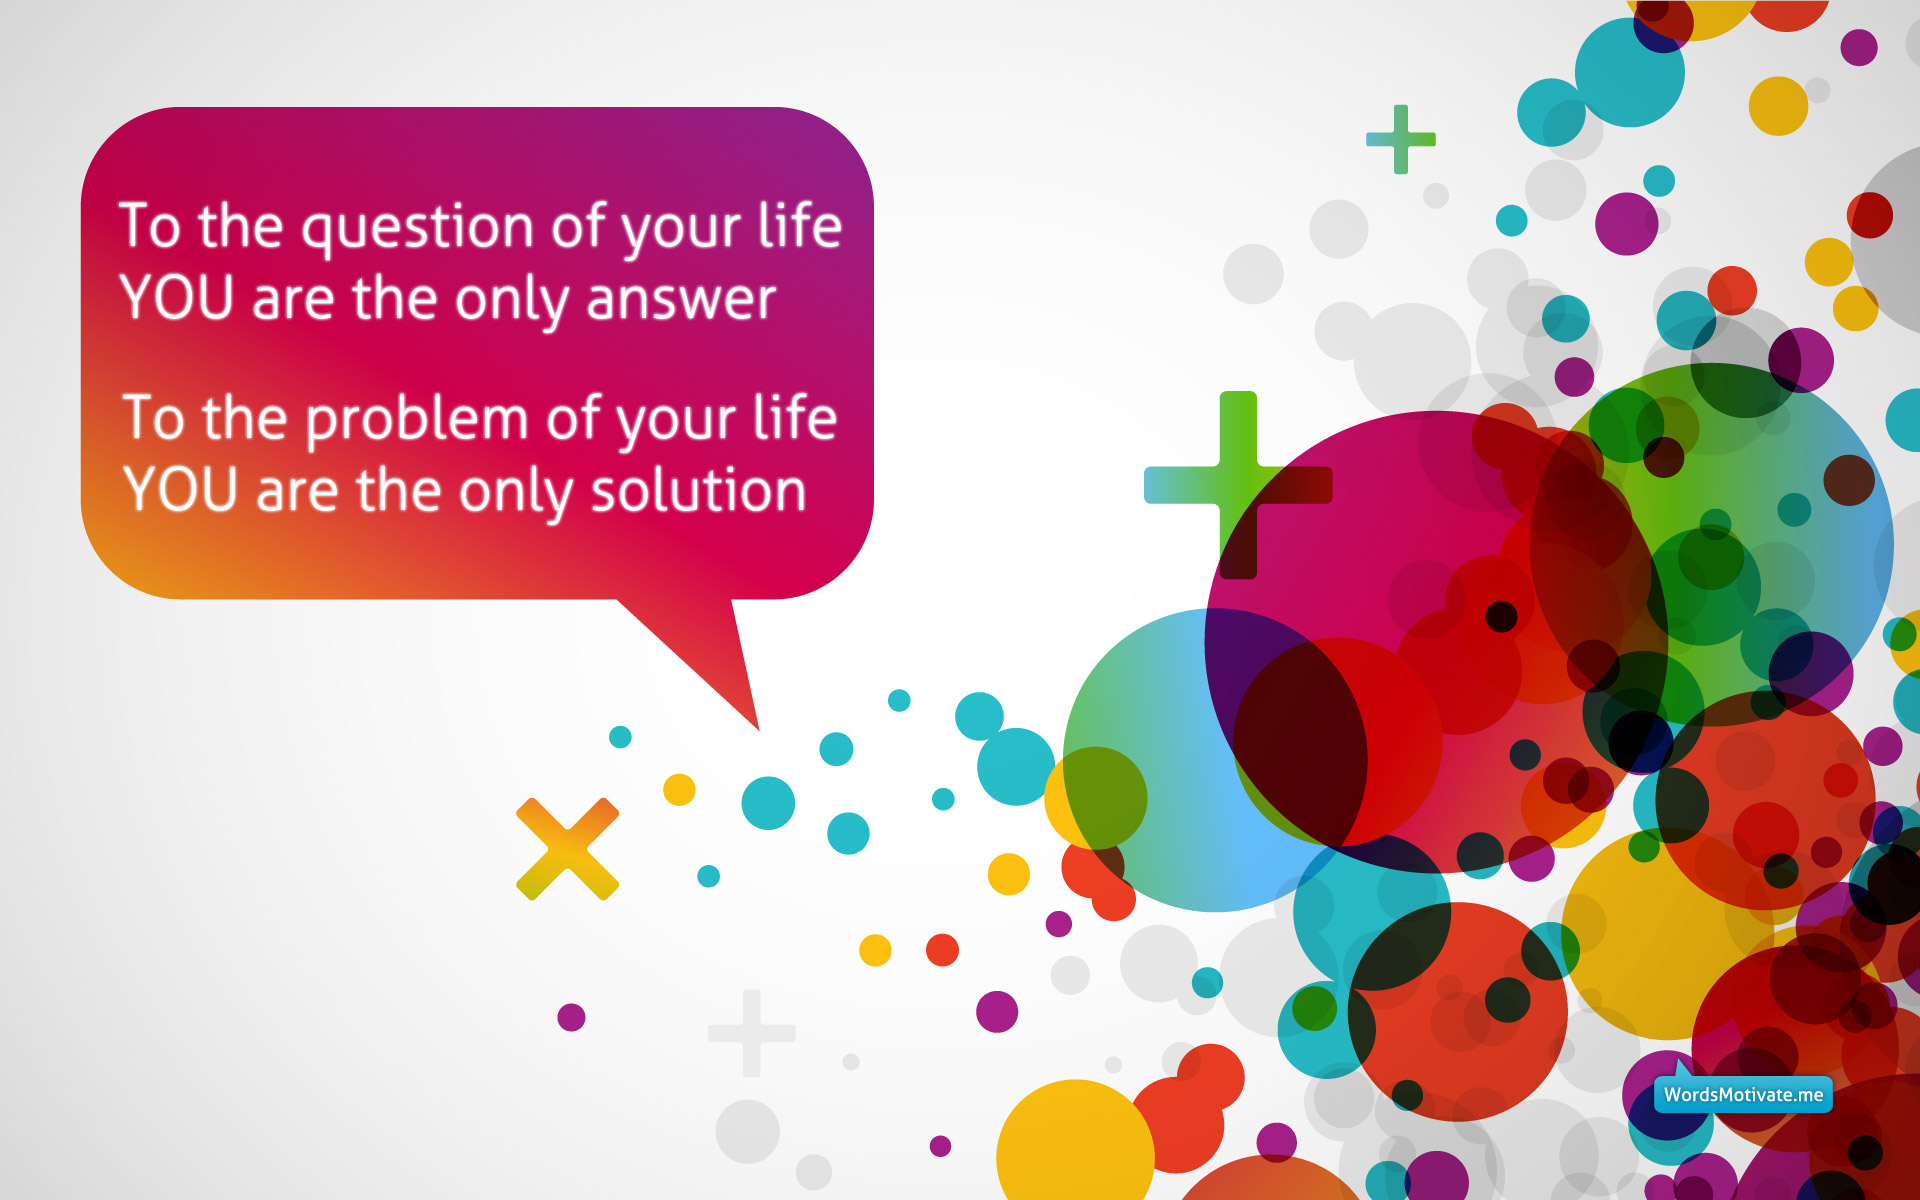 To the question of your life
YOU are the only answer
To the problem of your life
YOU are the only solution
WordsMotivate.me